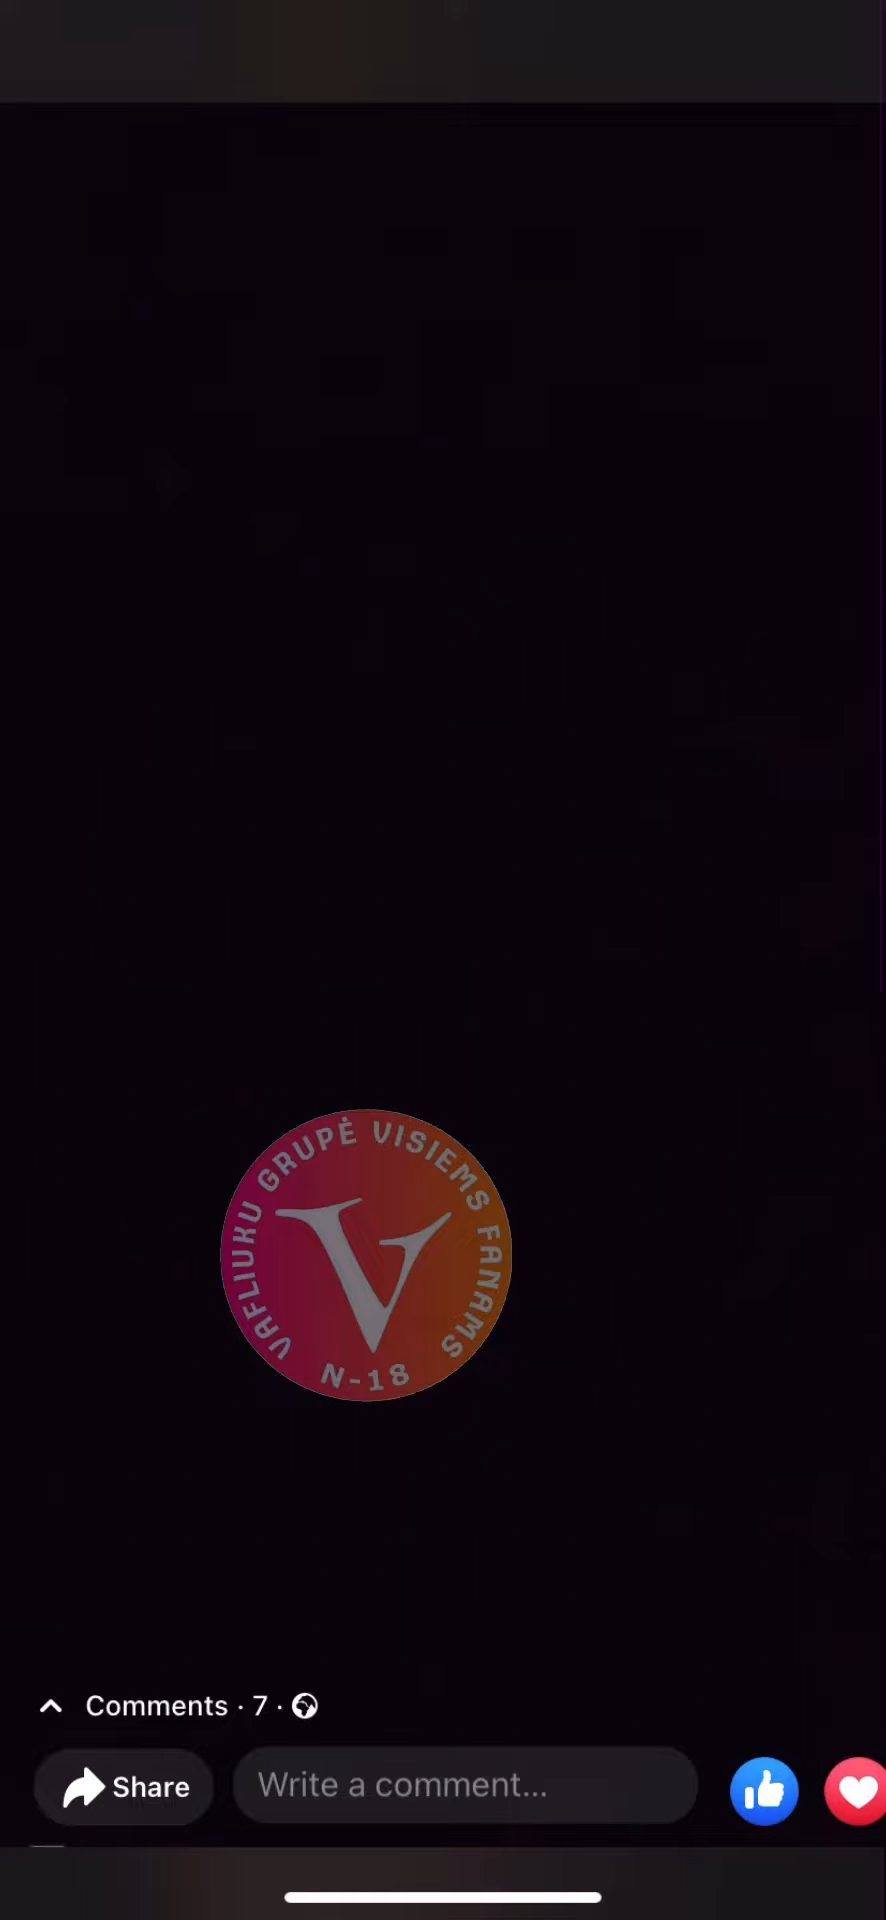 VAFLIUKU GRUPĖ VISIEMS FANAMS
V
N-18
Comments · 7 ·
Share
Write a comment...